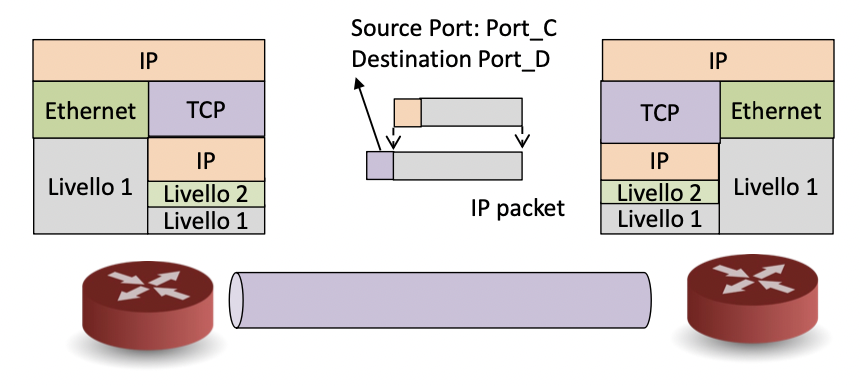 Source Port: Port_C
Destination Port_D
IP
Ethernet
TCP
IP
Livello 1
Livello 2
Livello 1
IP packet
IP
TCP
Ethernet
IP
Livello 2
Livello 1
Livello 1